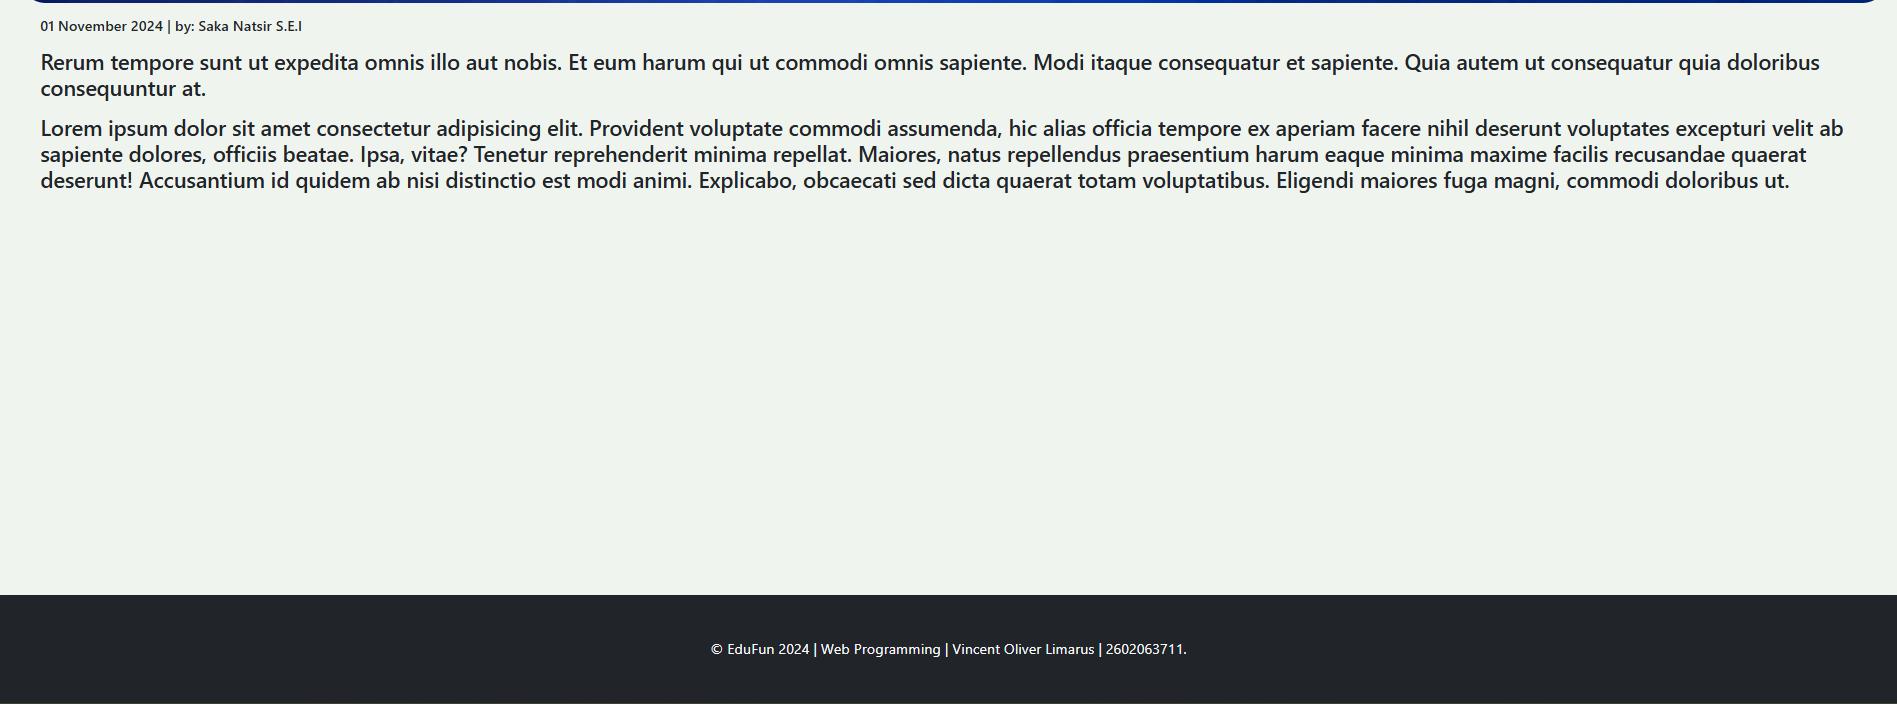 01 November 2024 | by: Saka Natsir S.E.I
Rerum tempore sunt ut expedita omnis illo aut nobis. Et eum harum qui ut commodi omnis sapiente. Modi itaque consequatur et sapiente. Quia autem ut consequatur quia doloribus
consequuntur at.
Lorem ipsum dolor sit amet consectetur adipisicing elit. Provident voluptate commodi assumenda, hic alias officia tempore ex aperiam facere nihil deserunt voluptates excepturi velit ab
sapiente dolores, officiis beatae. Ipsa, vitae? Tenetur reprehenderit minima repellat. Maiores, natus repellendus praesentium harum eaque minima maxime facilis recusandae quaerat
deserunt! Accusantium id quidem ab nisi distinctio est modi animi. Explicabo, obcaecati sed dicta quaerat totam voluptatibus. Eligendi maiores fuga magni, commodi doloribus ut.
© EduFun 2024 | Web Programming | Vincent Oliver Limarus | 2602063711.